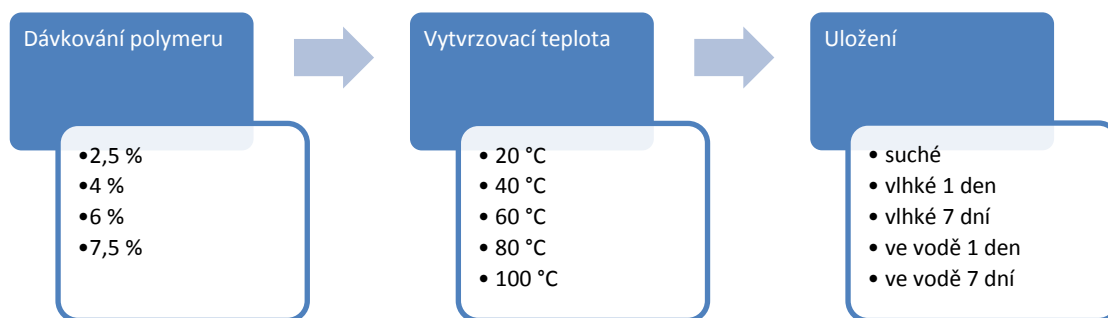 Dávkování polymeru
•2,5 %
•4 %
•6 %
•7,5 %
Vytvrzovací teplota
• 20 °C
• 40 °C
• 60 °C
• 80 °C
• 100 °C
Uložení
• suché
• vlhké 1 den
• vlhké 7 dní
• ve vodě 1 den
• ve vodě 7 dní